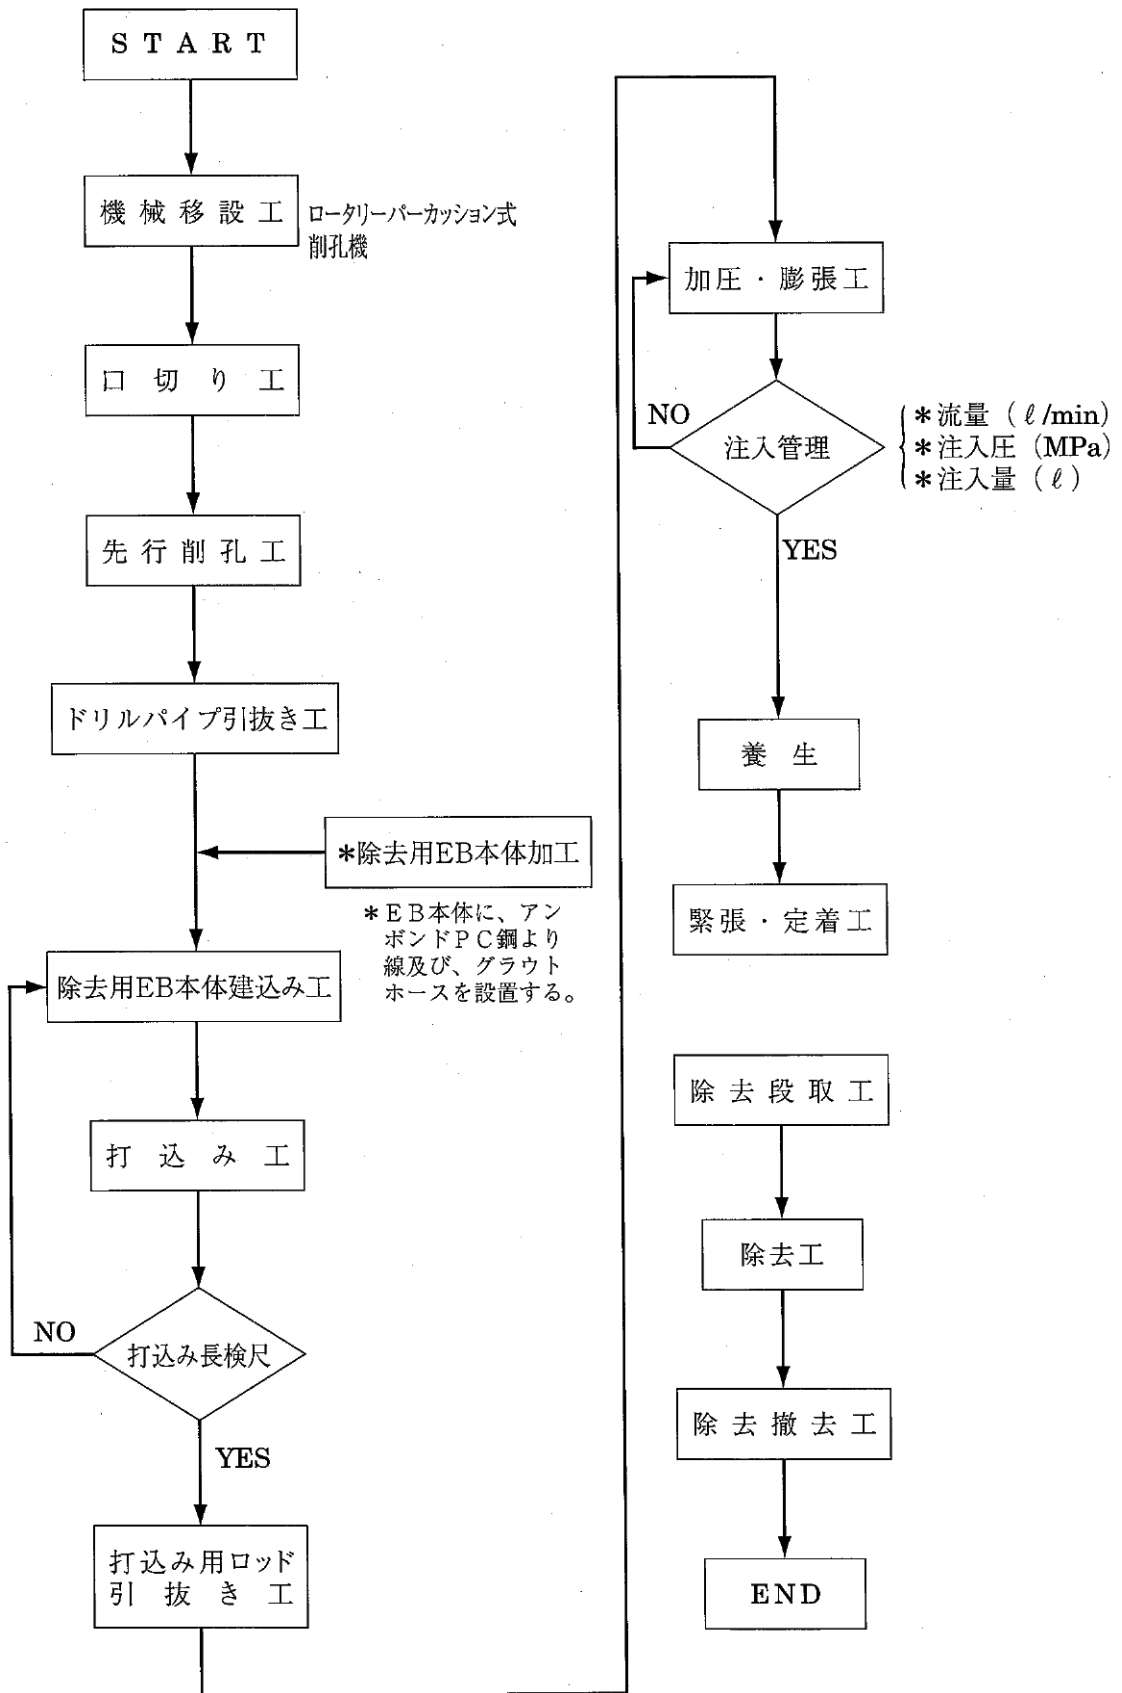 START
機械移設工
ロータリーパーカッション式
削孔機
口切り工
先行削孔工
ドリルパイプ引抜き工
*除去用EB本体加工
*EB本体に、アン
ボンドPC鋼より
線及び、グラウト
ホースを設置する。
除去用EB本体建込み工
打込み工
打込み長検尺
NO
YES
打込み用ロッド
引抜き工
加圧・膨張工
注入管理
NO
*流量(ℓ/min)
*注入圧(MPa)
*注入量(ℓ)
YES
養生
緊張・定着工
除去段取工
除去工
除去撤去工
END